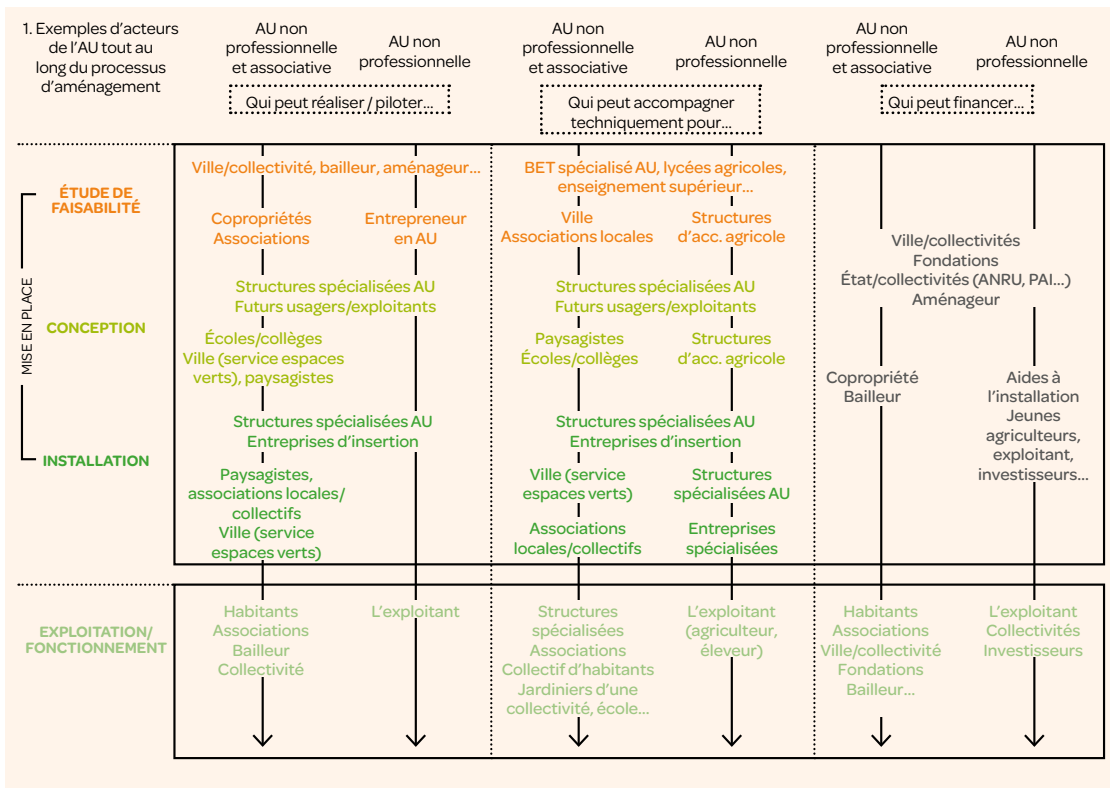 1. Exemples d'acteurs
de l'AU tout au
long du processus
d'aménagement
AU non
professionnelle
et associative
AU non
professionnelle
Qui peut réaliser / piloter...
AU non
professionnelle
et associative
AU non
professionnelle
Qui peut accompagner
techniquement pour...
AU non
professionnelle
et associative
AU non
professionnelle
Qui peut financer...
MISE EN PLACE
ÉTUDE DE
FAISABILITÉ
Ville/collectivité, bailleur, aménageur...
Copropriétés
Associations
Entrepreneur
en AU
BET spécialisé AU, lycées agricoles,
enseignement supérieur...
Ville
Associations locales
Structures
d'acc. agricole
Ville/collectivités
Fondations
État/collectivités (ANRU, PAI...)
Aménageur
CONCEPTION
Structures spécialisées AU
Futurs usagers/exploitants
Écoles/collèges
Ville (service espaces
verts), paysagistes
Structures spécialisées AU
Futurs usagers/exploitants
Paysagistes
Écoles/collèges
Structures
d'acc. agricole
Copropriété
Bailleur
Aides à
l'installation
Jeunes
agriculteurs,
exploitant,
investisseurs...
INSTALLATION
Structures spécialisées AU
Entreprises d'insertion
Paysagistes,
associations locales/
collectifs
Ville (service
espaces verts)
Structures spécialisées AU
Entreprises d'insertion
Ville (service
espaces verts)
Structures
spécialisées AU
Associations
locales/collectifs
Entreprises
spécialisées
EXPLOITATION/
FONCTIONNEMENT
Habitants
Associations
Bailleur
Collectivité
L'exploitant
Structures
spécialisées
Associations
Collectif d'habitants
Jardiniers d'une
collectivité, école...
L'exploitant
(agriculteur,
éleveur)
Habitants
Associations
Ville/collectivité
Fondations
Bailleur...
L'exploitant
Collectivités
Investisseurs